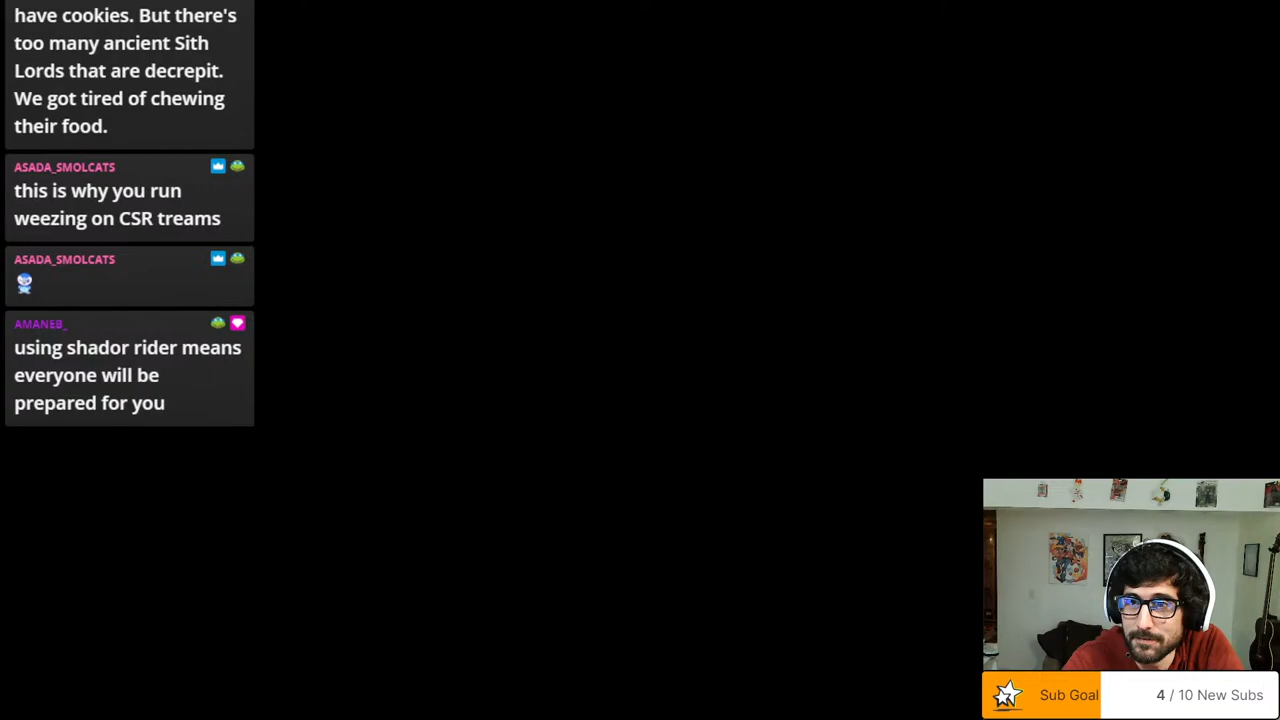 have cookies. But there's
too many ancient Sith
Lords that are decrepit.
We got tired of chewing
their food.
ASADA_SMOLCATS
this is why you run
weezing on CSR treams
ASADA_SMOLCATS
AMANEB_
using shador rider means
everyone will be
prepared for you
Sub Goal 4 / 10 New Subs